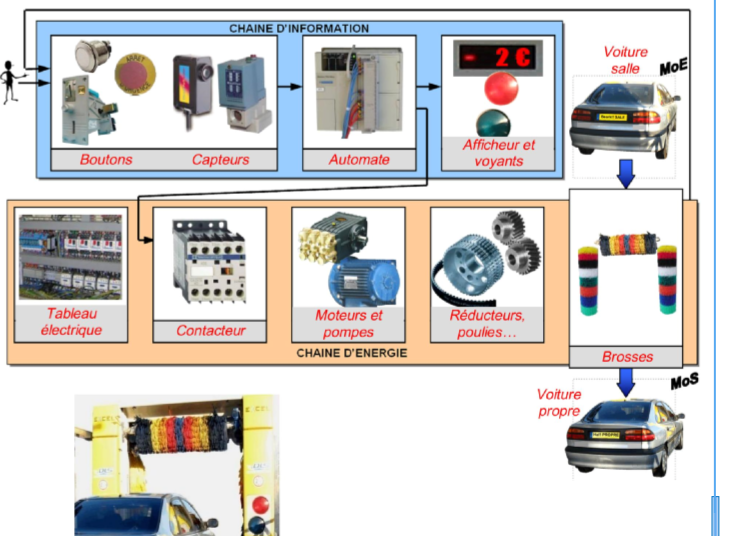 CHAINE D'INFORMATION
Boutons
Capteurs
Automate
2 €
Afficheur et
voyants
Voiture
salle
MoE
Tableau
électrique
Contacteur
Moteurs et
pompes
Réducteurs,
poulies...
Brosses
CHAINE D'ENERGIE
Voiture
propre
MoS